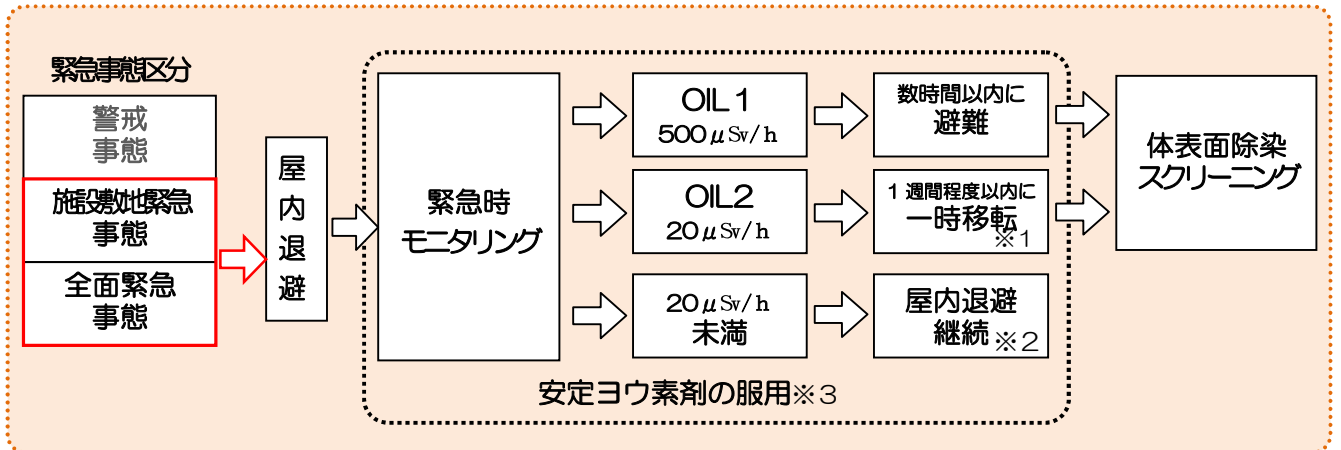 緊急事態区分
警戒
事態
施設敷地緊急
事態
全面緊急
事態
屋
内
退
避
緊急時
モニタリング
OIL1
500μSv/h
数時間以内に
避難
OIL2
20μSv/h
1週間程度以内に
一時移転
※1
20μSv/h
未満
屋内退避
継続※2
体表面除染
スクリーニング
安定ヨウ素剤の服用※3